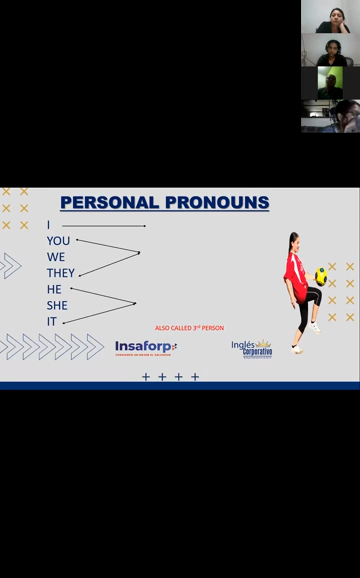 PERSONAL PRONOUNS
I
YOU
WE
THEY
HE
SHE
IT
ALSO CALLED 3rd PERSON
Insaforp
Inglés
Corporativo